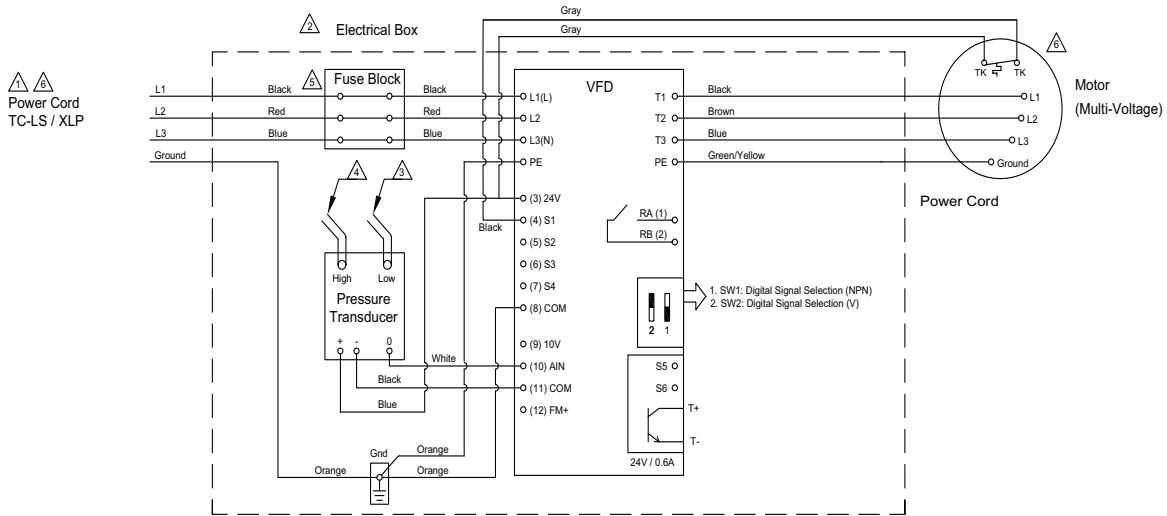 Gray
Gray
2 Electrical Box
6
TK TK
Motor
(Multi-Voltage)
1 6
Power Cord
TC-LS / XLP
5 Fuse Block
VFD
L1 Black Black L1(L) T1 Black L1
L2 Red Red L2 T2 Brown L2
L3 Blue Blue L3(N) T3 Blue L3
Ground PE PE Green/Yellow Ground
4 3
Power Cord
(3) 24V
Black (4) S1
RA (1)
(5) S2
RB (2)
(6) S3
(7) S4
(8) COM
High Low
Pressure
Transducer
+ - 0
1. SW1: Digital Signal Selection (NPN)
2. SW2: Digital Signal Selection (V)
2 1
(9) 10V
White (10) AIN
Black (11) COM
Blue (12) FM+
S5
S6
T+
T-
24V / 0.6A
Gnd Orange
Orange Orange